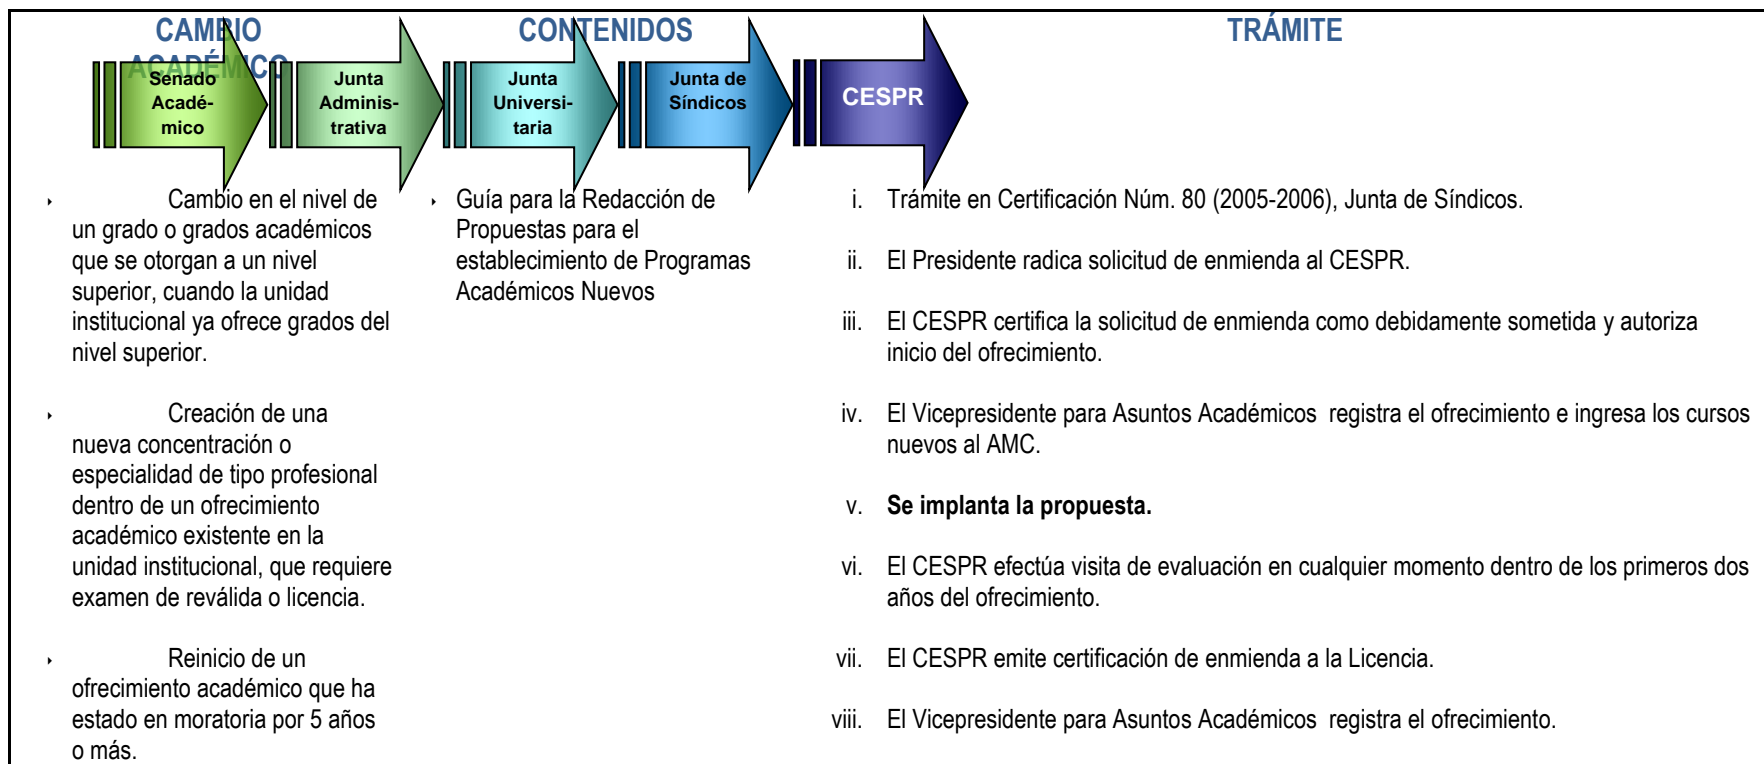 CAMBIO
ACADÉMICO
CONTENIDOS
TRÁMITE
Senado
Acadé-
mico
Junta
Adminis-
trativa
Junta
Universi-
taria
Junta de
Síndicos
CESPR
Cambio en el nivel de
un grado o grados académicos
que se otorgan a un nivel
superior, cuando la unidad
institucional ya ofrece grados del
nivel superior.
Creación de una
nueva concentración o
especialidad de tipo profesional
dentro de un ofrecimiento
académico existente en la
unidad institucional, que requiere
examen de reválida o licencia.
Reinicio de un
ofrecimiento académico que ha
estado en moratoria por 5 años
o más.
Guía para la Redacción de
Propuestas para el
establecimiento de Programas
Académicos Nuevos
i. Trámite en Certificación Núm. 80 (2005-2006), Junta de Síndicos.
ii. El Presidente radica solicitud de enmienda al CESPR.
iii. El CESPR certifica la solicitud de enmienda como debidamente sometida y autoriza
inicio del ofrecimiento.
iv. El Vicepresidente para Asuntos Académicos registra el ofrecimiento e ingresa los cursos
nuevos al AMC.
v. Se implanta la propuesta.
vi. El CESPR efectúa visita de evaluación en cualquier momento dentro de los primeros dos
años del ofrecimiento.
vii. El CESPR emite certificación de enmienda a la Licencia.
viii. El Vicepresidente para Asuntos Académicos registra el ofrecimiento.